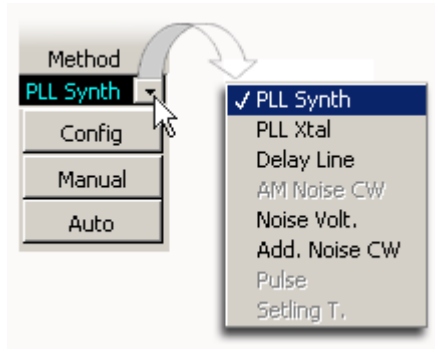 Method
PLL Synth
Config
Manual
Auto
PLL Synth
PLL Xtal
Delay Line
AM Noise CW
Noise Volt.
Add. Noise CW
Pulse
Setling T.